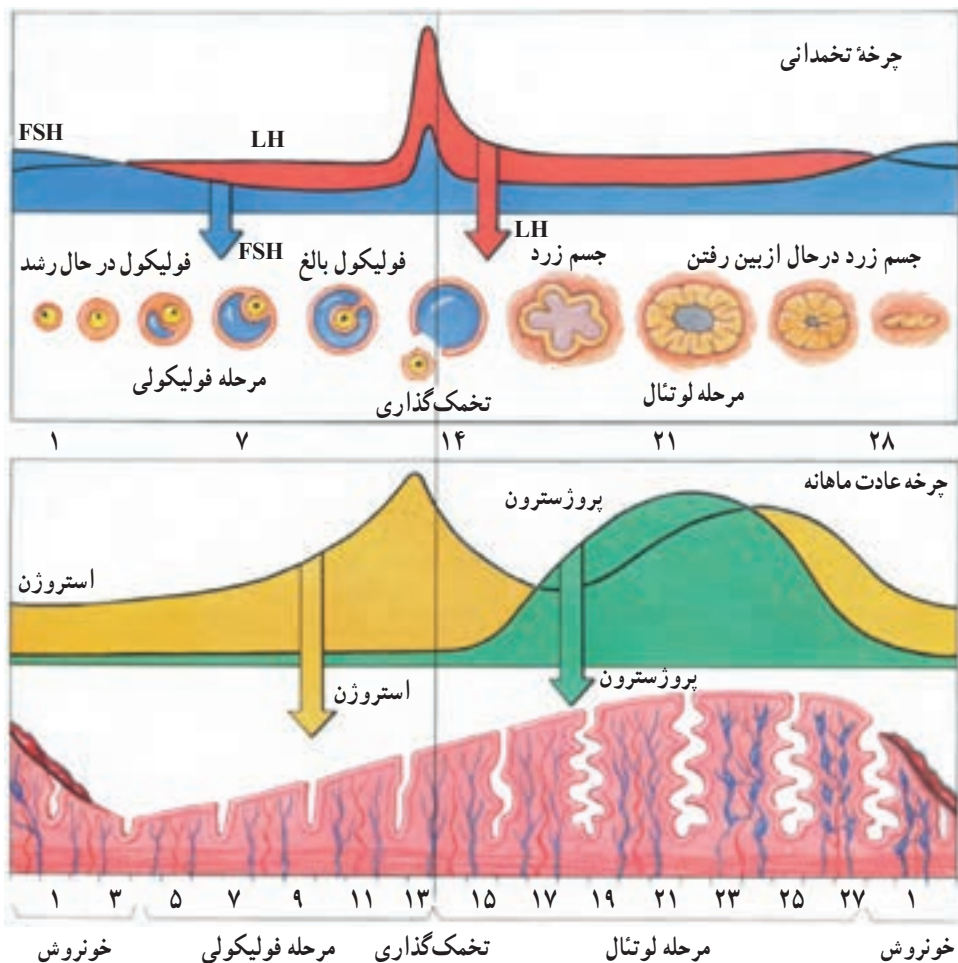 چرخهٔ تخمدانی
FSH
LH
FSH
LH
فولیکول در حال رشد
فولیکول بالغ
جسم زرد
جسم زرد درحال ازبین رفتن
مرحله فولیکولی
تخمک‌گذاری
مرحله لوتئال
۱ ۷ ۱۴ ۲۱ ۲۸
چرخه عادت ماهانه
پروژسترون
استروژن
استروژن
پروژسترون
۱ ۳ ۵ ۷ ۹ ۱۱ ۱۳ ۱۵ ۱۷ ۱۹ ۲۱ ۲۳ ۲۵ ۲۷ ۱
خونروش
مرحله فولیکولی
تخمک‌گذاری
مرحله لوتئال
خونروش